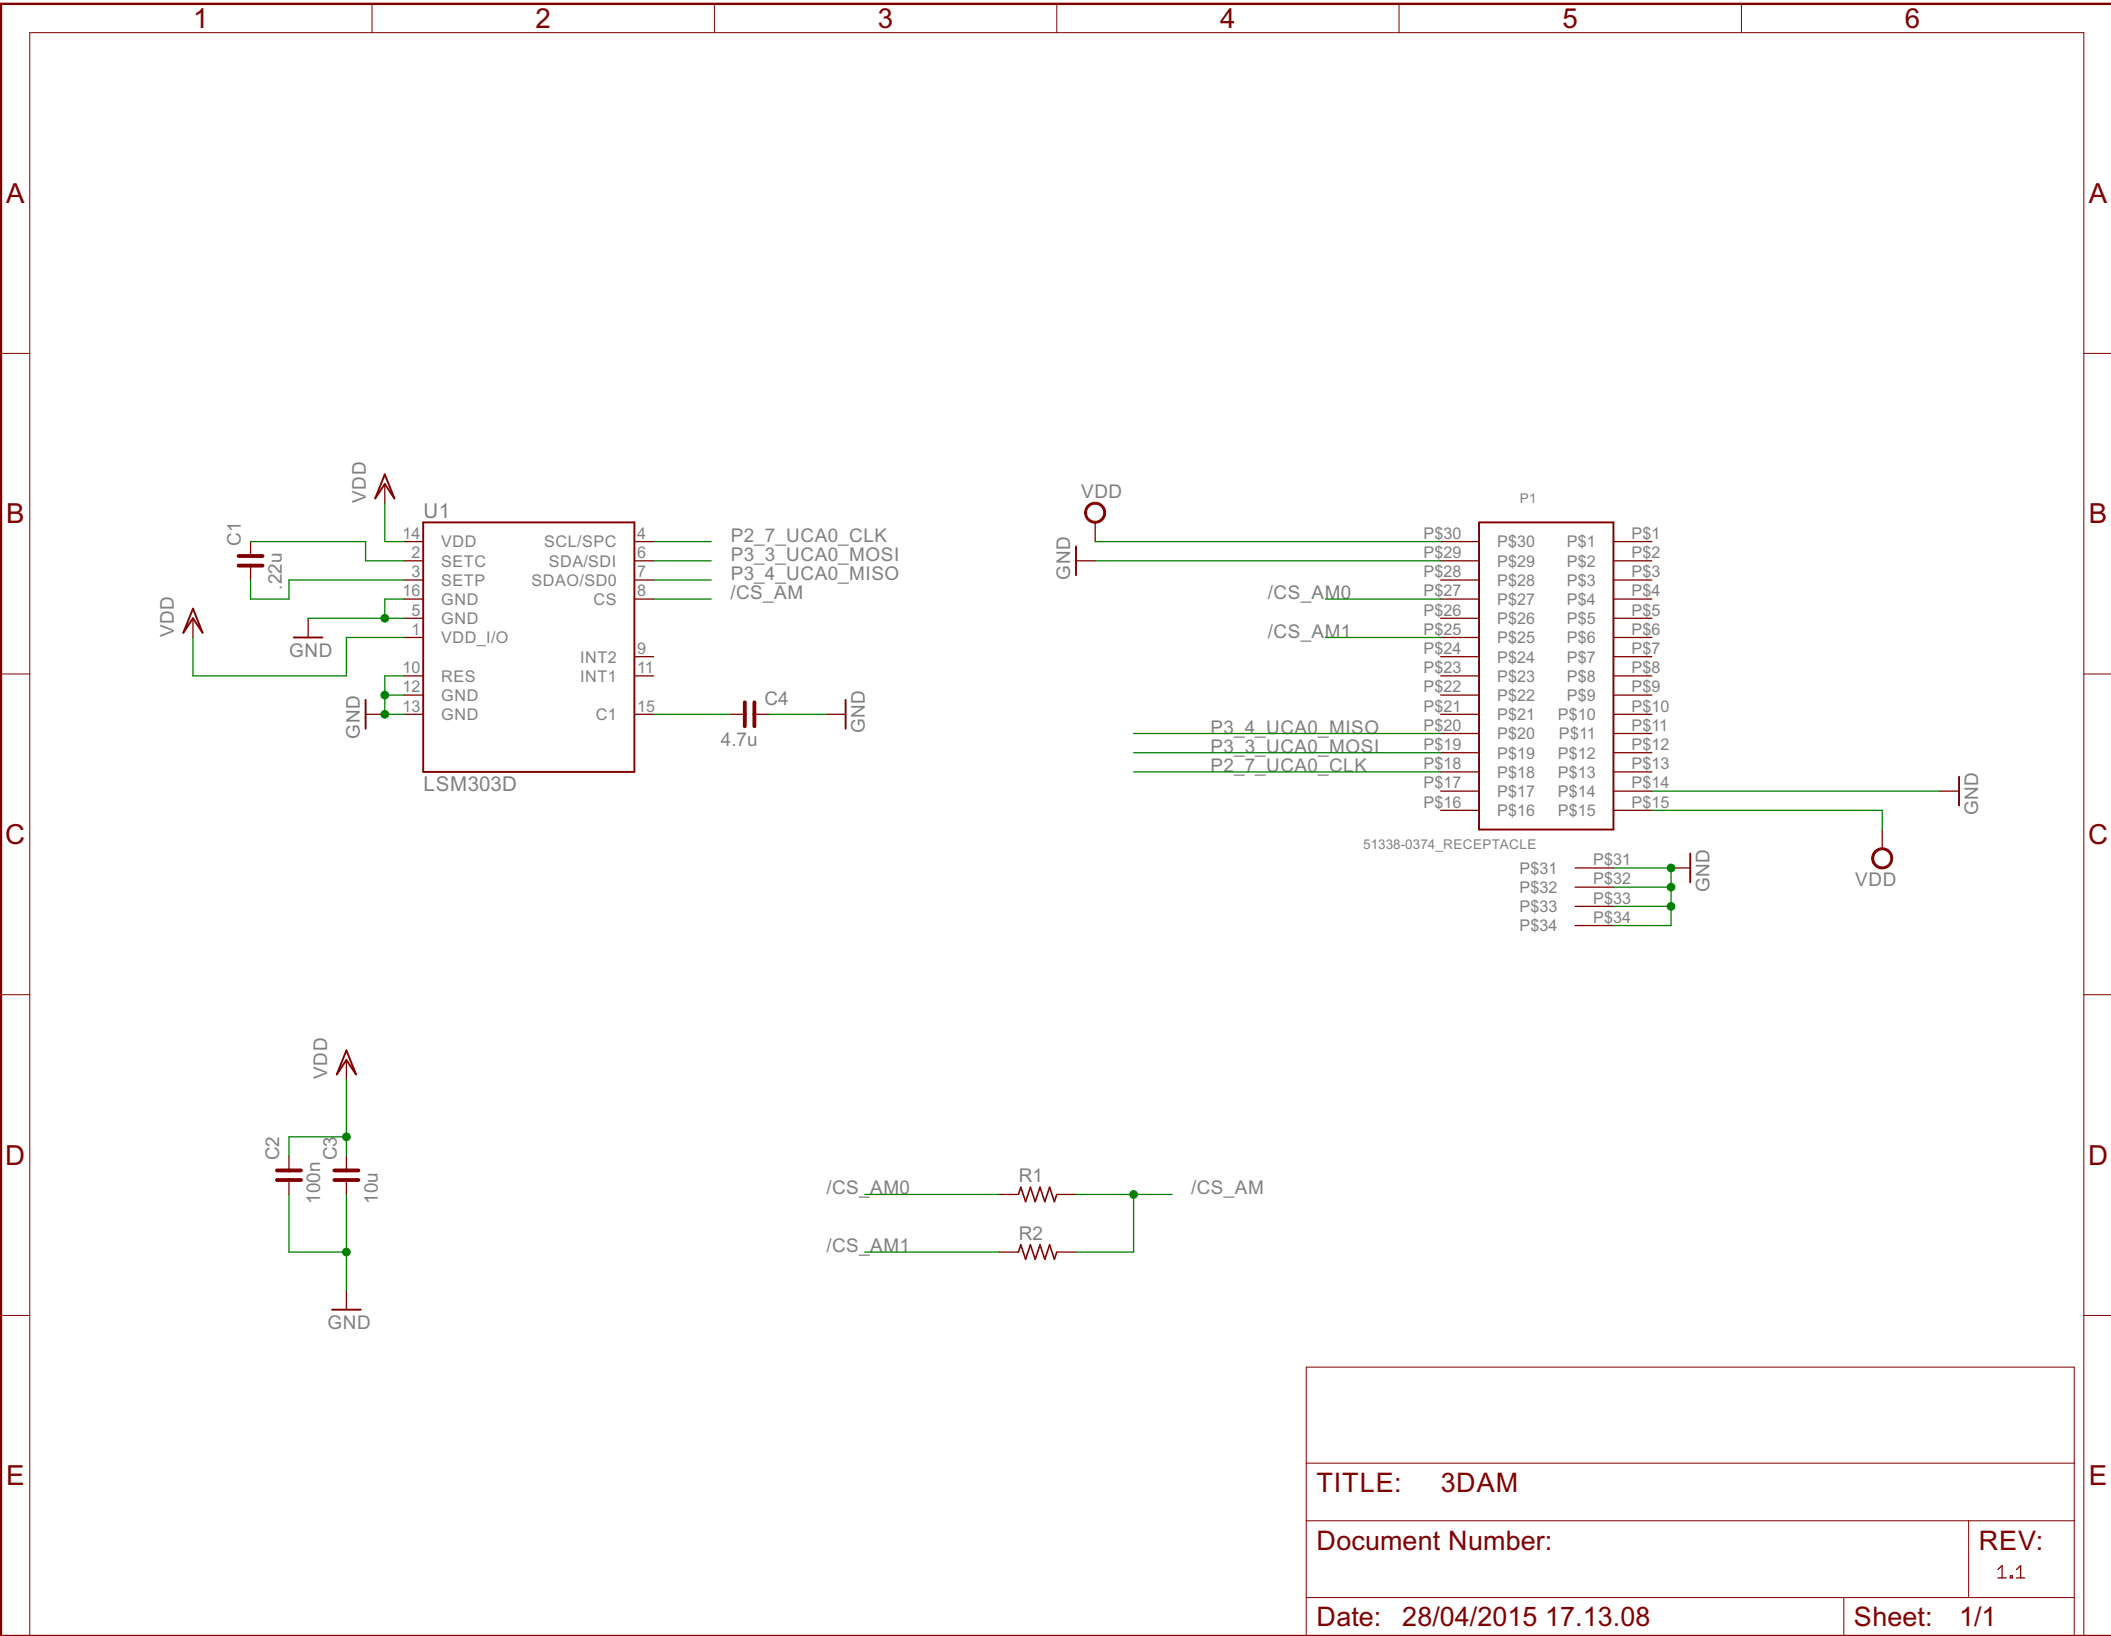 1 2 3 4 5 6
A A
B B
C C
D D
E E
VDD
U1
C1
.22u
VDD
GND
GND
14 VDD
2 SETC
3 SETP
16 GND
5 GND
1 VDD_I/O
10 RES
12 GND
13 GND
SCL/SPC 4 P2_7_UCA0_CLK
SDA/SDI 6 P3_3_UCA0_MOSI
SDAO/SD0 7 P3_4_UCA0_MISO
CS 8 /CS_AM
INT2 9
INT1 11
C1 15
C4
4.7u
GND
LSM303D
VDD
GND
P1
P$30 P$30 P$1 P$1
P$29 P$29 P$2 P$2
P$28 P$28 P$3 P$3
/CS_AM0 P$27 P$27 P$4 P$4
P$26 P$26 P$5 P$5
/CS_AM1 P$25 P$25 P$6 P$6
P$24 P$24 P$7 P$7
P$23 P$23 P$8 P$8
P$22 P$22 P$9 P$9
P$21 P$21 P$10 P$10
P3_4_UCA0_MISO P$20 P$20 P$11 P$11
P3_3_UCA0_MOSI P$19 P$19 P$12 P$12
P2_7_UCA0_CLK P$18 P$18 P$13 P$13
P$17 P$17 P$14 P$14
P$16 P$16 P$15 P$15
GND
VDD
51338-0374_RECEPTACLE
P$31 P$31
P$32 P$32
P$33 P$33
P$34 P$34
GND
VDD
C2
100n
C3
10u
GND
/CS_AM0 R1 /CS_AM
/CS_AM1 R2
TITLE: 3DAM
Document Number:
REV:
1.1
Date: 28/04/2015 17.13.08
Sheet: 1/1